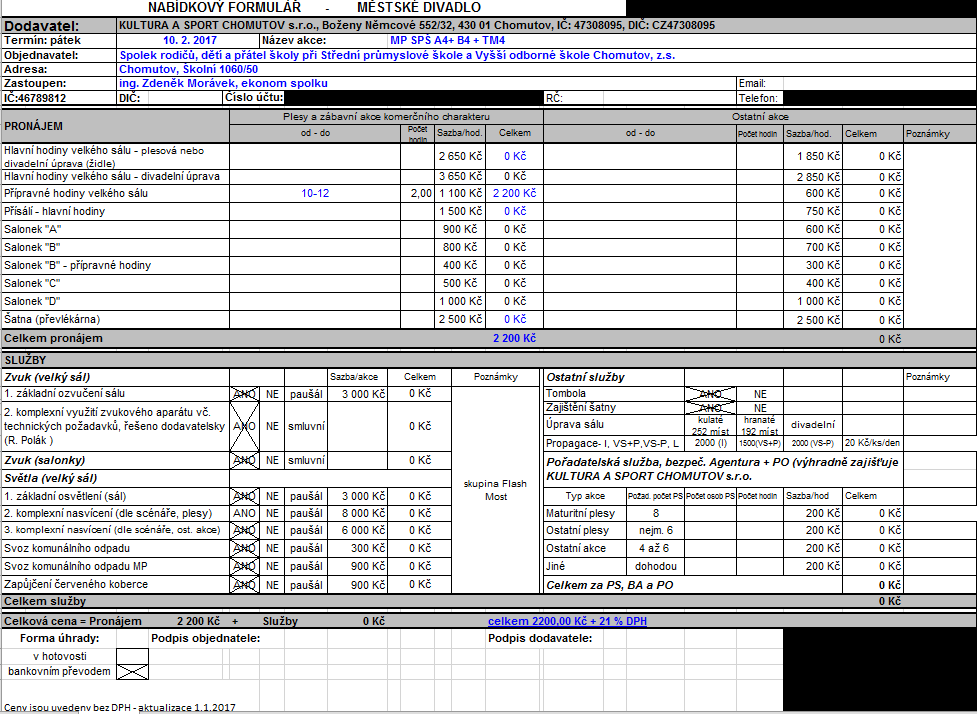 NABÍDKOVÝ FORMULÁŘ - MĚSTSKÉ DIVADLO
Dodavatel: KULTURA A SPORT CHOMUTOV s.r.o., Boženy Němcové 552/32, 430 01 Chomutov, IČ: 47308095, DIČ: CZ47308095
Termín: pátek 10. 2. 2017 Název akce: MP SPŠ A4+ B4 + TM4
Objednavatel: Spolek rodičů, dětí a přátel školy při Střední průmyslové škole a Vyšší odborné škole Chomutov, z.s.
Adresa: Chomutov, Školní 1060/50
Zastoupen: ing. Zdeněk Morávek, ekonom spolku Email:
IČ:46789812 DIČ: Číslo účtu: RČ: Telefon:
PRONÁJEM Plesy a zábavní akce komerčního charakteru Ostatní akce
od - do Počet hodin Sazba/hod. Celkem od - do Počet hodin Sazba/hod. Celkem Poznámky
Hlavní hodiny velkého sálu - plesová nebo
divadelní úprava (židle) 2 650 Kč 0 Kč 1 850 Kč 0 Kč
Hlavní hodiny velkého sálu - divadelní úprava 3 650 Kč 0 Kč 2 850 Kč 0 Kč
Přípravné hodiny velkého sálu 10-12 2,00 1 100 Kč 2 200 Kč 600 Kč 0 Kč
Přísálí - hlavní hodiny 1 500 Kč 0 Kč 750 Kč 0 Kč
Salonek "A" 900 Kč 0 Kč 600 Kč 0 Kč
Salonek "B" 800 Kč 0 Kč 700 Kč 0 Kč
Salonek "B" - přípravné hodiny 400 Kč 0 Kč 300 Kč 0 Kč
Salonek "C" 500 Kč 0 Kč 400 Kč 0 Kč
Salonek "D" 1 000 Kč 0 Kč 1 000 Kč 0 Kč
Šatna (převlékárna) 2 500 Kč 0 Kč 2 500 Kč 0 Kč
Celkem pronájem 2 200 Kč 0 Kč
SLUŽBY
Zvuk (velký sál) Sazba/akce Celkem Poznámky
1. základní ozvučení sálu ANO NE paušál 3 000 Kč 0 Kč
2. komplexní využití zvukového aparátu vč.
technických požadavků, řešeno dodavatelsky
(R. Polák ) ANO NE smluvní 0 Kč
Zvuk (salonky) ANO NE smluvní 0 Kč
Světla (velký sál)
skupina Flash
Most
1. základní osvětlení (sál) ANO NE paušál 3 000 Kč 0 Kč
2. komplexní nasvícení (dle scénáře, plesy) ANO NE paušál 8 000 Kč 0 Kč
3. komplexní nasvícení (dle scénáře, ost. akce) ANO NE paušál 6 000 Kč 0 Kč
Svoz komunálního odpadu ANO NE paušál 300 Kč 0 Kč
Svoz komunálního odpadu MP ANO NE paušál 900 Kč 0 Kč
Zapůjčení červeného koberce ANO NE paušál 900 Kč 0 Kč
Ostatní služby Poznámky
Tombola ANO NE
Zajištění šatny ANO NE
Úprava sálu kulaté 252 míst hranaté 192 míst divadelní
Propagace- I, VS+P,VS-P, L 2000 (I) 1500(VS+P) 2000 (VS-P) 20 Kč/ks/den
Pořadatelská služba, bezpeč. Agentura + PO (výhradně zajišťuje
KULTURA A SPORT CHOMUTOV s.r.o.
Typ akce Požad. počet PS Počet osob PS Počet hodin Sazba/hod Celkem
Maturitní plesy 8 200 Kč 0 Kč
Ostatní plesy nejm. 6 200 Kč 0 Kč
Ostatní akce 4 až 6 200 Kč 0 Kč
Jiné dohodou 200 Kč 0 Kč
Celkem za PS, BA a PO 0 Kč
Celkem služby 0 Kč
Celková cena = Pronájem 2 200 Kč + Služby 0 Kč celkem 2200,00 Kč + 21 % DPH
Forma úhrady: Podpis objednatele: Podpis dodavatele:
v hotovosti
bankovním převodem
Ceny jsou uvedeny bez DPH - aktualizace 1.1.2017